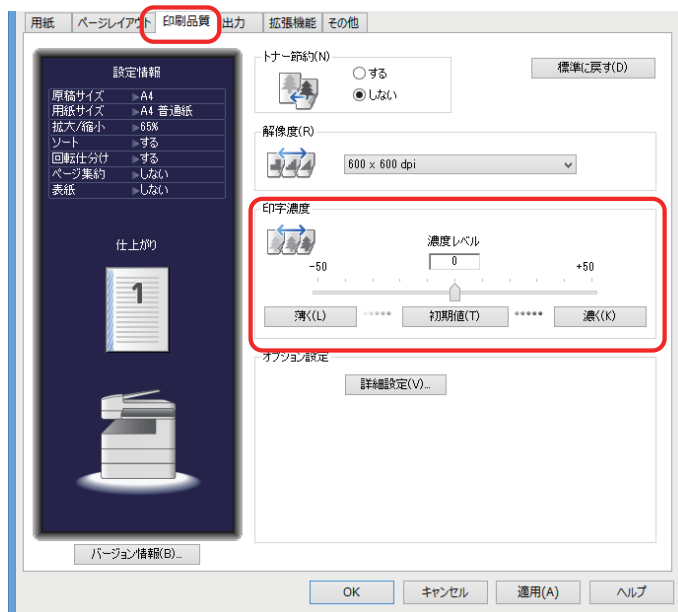 用紙 ページレイアウト 印刷品質 出力 拡張機能 その他
設定情報
原稿サイズ ▶A4
用紙サイズ ▶A4 普通紙
拡大/縮小 ▶65%
ソート ▶する
回転仕分け ▶する
ページ集約 ▶しない
表紙 ▶しない
仕上がり
1
バージョン情報(B)...
トナー節約(N)
する
しない
標準に戻す(D)
解像度(R)
600 x 600 dpi
印字濃度
濃度レベル
-50 0 +50
薄く(L) 初期値(T) 濃く(K)
オプション設定
詳細設定(V)...
OK キャンセル 適用(A) ヘルプ